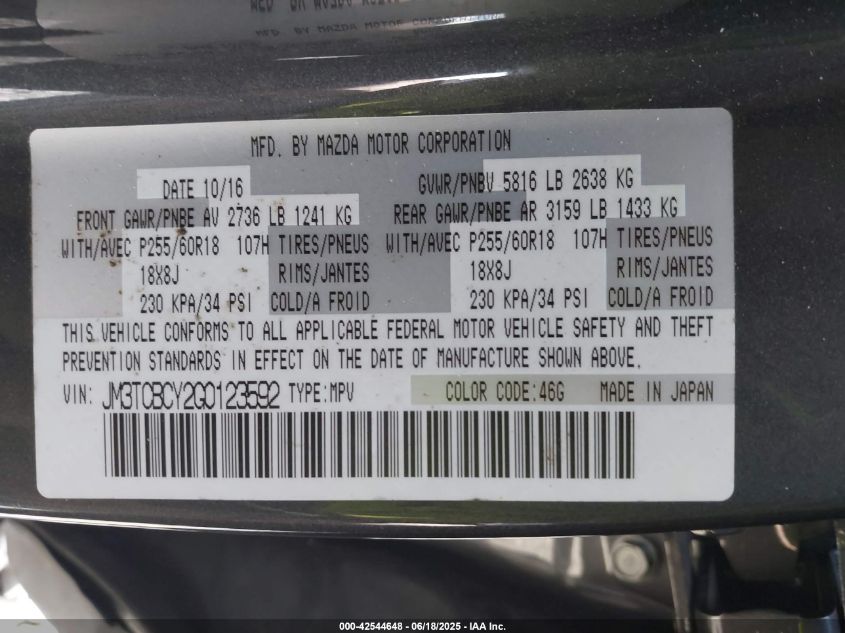 MFD. BY MAZDA MOTOR CORPORATION
DATE 10/16 GVWR/PNBV 5816 LB 2638 KG
FRONT GAWR/PNBE AV 2736 LB 1241 KG REAR GAWR/PNBE AR 3159 LB 1433 KG
WITH/AVEC P255/60R18 107H TIRES/PNEUS WITH/AVEC P255/60R18 107H TIRES/PNEUS
18X8J RIMS/JANTES 18X8J RIMS/JANTES
230 KPA/34 PSI COLD/A FROID 230 KPA/34 PSI COLD/A FROID
THIS VEHICLE CONFORMS TO ALL APPLICABLE FEDERAL MOTOR VEHICLE SAFETY AND THEFT
PREVENTION STANDARDS IN EFFECT ON THE DATE OF MANUFACTURE SHOWN ABOVE.
VIN: JM3TCBCY2G0123592 TYPE:MPV COLOR CODE:46G MADE IN JAPAN
000-42544648 - 06/18/2025 - IAA Inc.